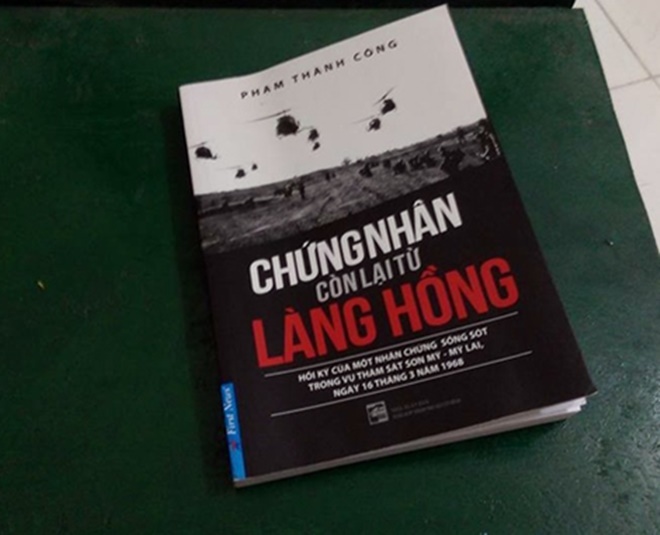 PHẠM THÀNH CÔNG
CHỨNG NHÂN
CÒN LẠI TỪ
LÀNG HỒNG
HỒI KÝ CỦA MỘT NHÂN CHỨNG SỐNG SÓT
TRONG VỤ THẢM SÁT SƠN MỸ - MỸ LAI,
NGÀY 16 THÁNG 3 NĂM 1968
First News